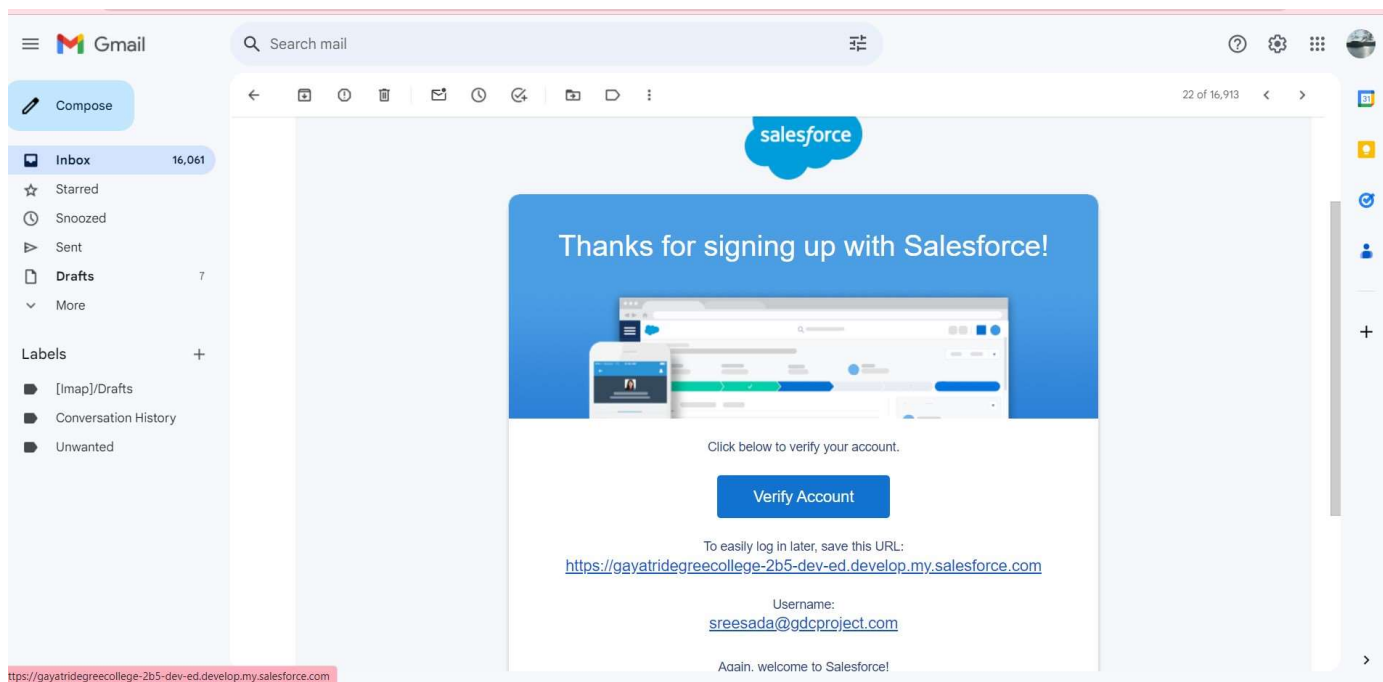 Gmail
Search mail
Compose
22 of 16,913
31
Inbox 16,061
Starred
Snoozed
Sent
Drafts 7
More
Labels
[Imap]/Drafts
Conversation History
Unwanted
salesforce
Thanks for signing up with Salesforce!
Click below to verify your account.
Verify Account
To easily log in later, save this URL:
https://gayatridegreecollege-2b5-dev-ed.develop.my.salesforce.com
Username:
sreesada@gdcproject.com
Again, welcome to Salesforce!
ttps://gayatridegreecollege-2b5-dev-ed.develop.my.salesforce.com